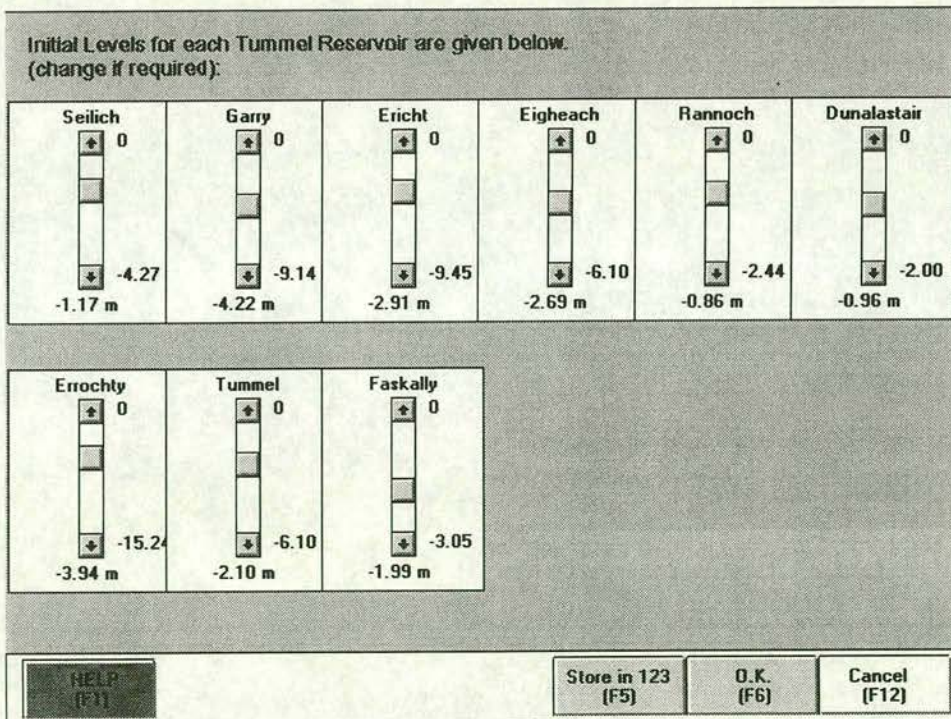 Initial Levels for each Tummel Reservoir are given below.
(change if required):
Seilich
0
-4.27
-1.17 m
Garry
0
-9.14
-4.22 m
Ericht
0
-9.45
-2.91 m
Eigheach
0
-6.10
-2.69 m
Rannoch
0
-2.44
-0.86 m
Dunalastair
0
-2.00
-0.96 m
Errochty
0
-15.24
-3.94 m
Tummel
0
-6.10
-2.10 m
Faskally
0
-3.05
-1.99 m
HELP
(F1)
Store in 123
(F5)
O.K.
(F6)
Cancel
(F12)